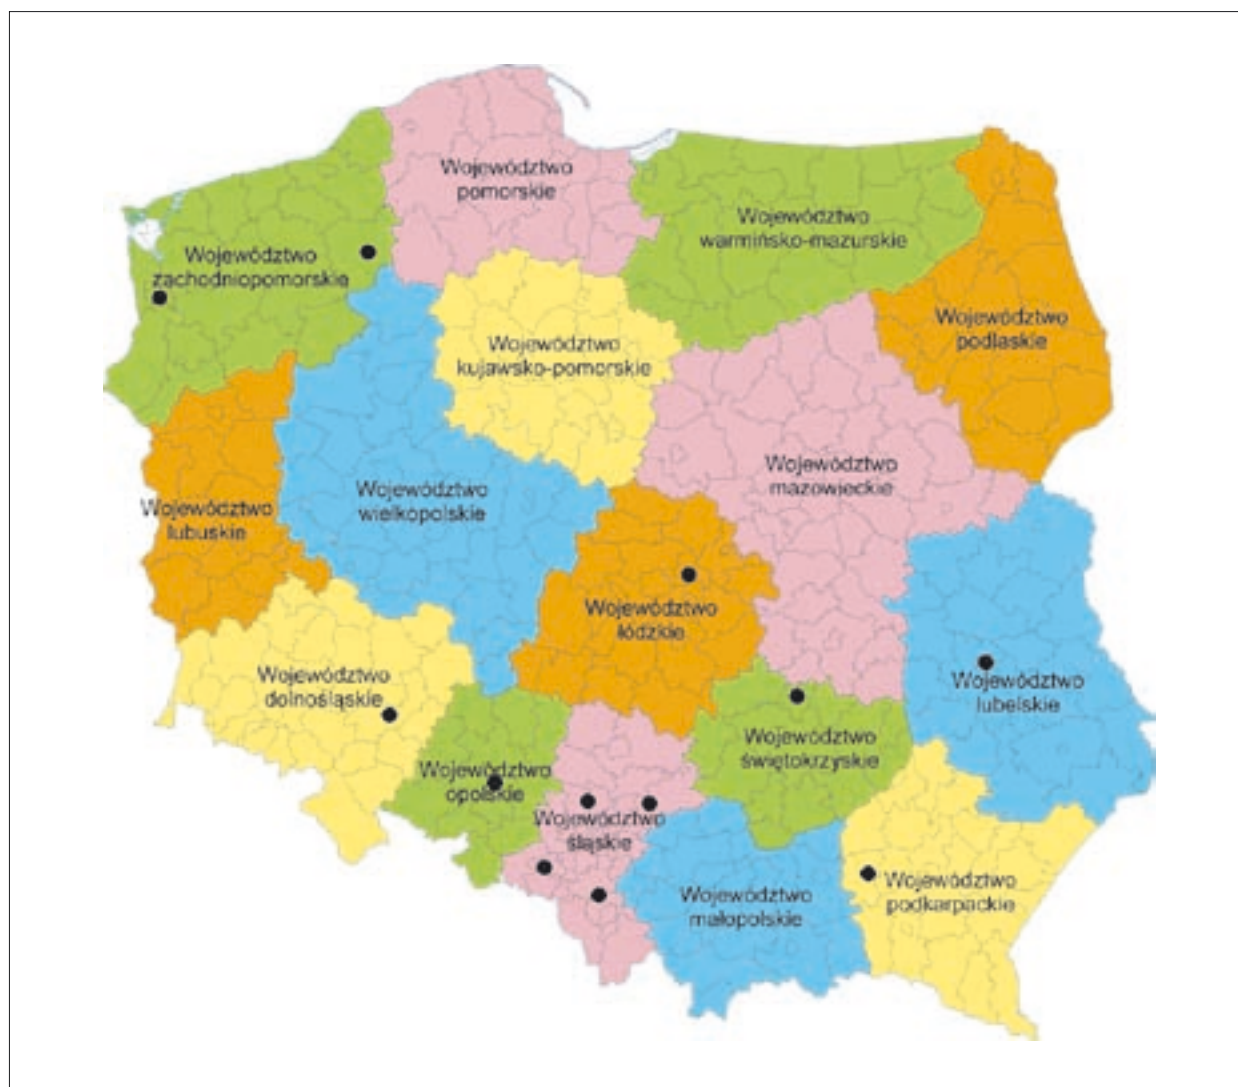 Województwo
pomorskie
Województwo
warmińsko-mazurskie
Województwo
zachodniopomorskie
Województwo
podlaskie
Województwo
kujawsko-pomorskie
Województwo
mazowieckie
Województwo
wielkopolskie
Województwo
lubuskie
Województwo
łódzkie
Województwo
dolnośląskie
Województwo
lubelskie
Województwo
świętokrzyskie
Województwo
opolskie
Województwo
śląskie
Województwo
małopolskie
Województwo
podkarpackie